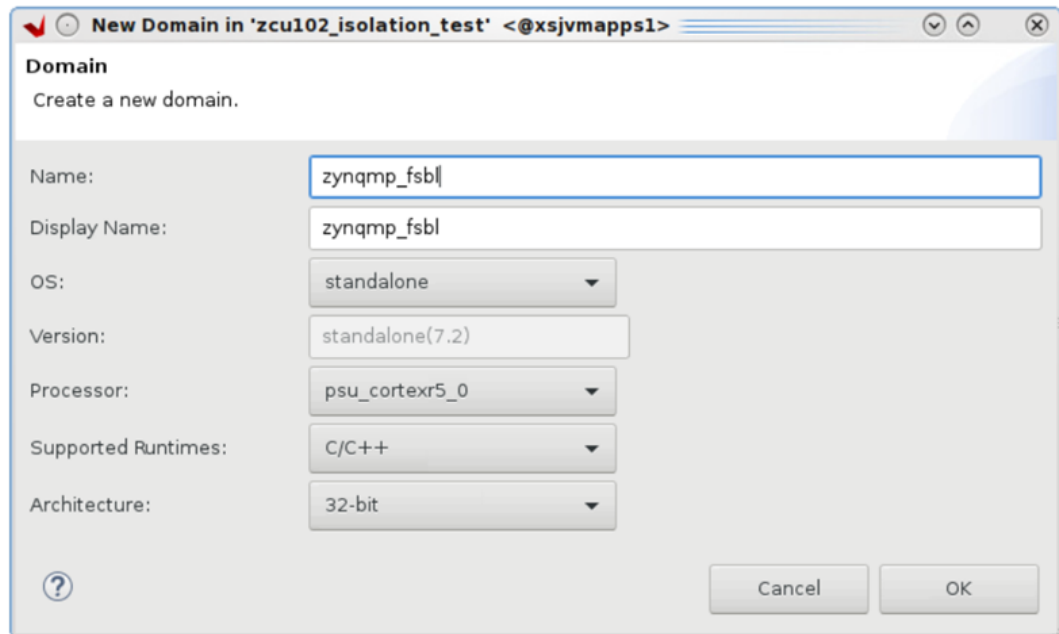 New Domain in 'zcu102_isolation_test' <@xsjvmapps1>
Domain
Create a new domain.
Name: zynqmp_fsbl
Display Name: zynqmp_fsbl
OS: standalone
Version: standalone(7.2)
Processor: psu_cortexr5_0
Supported Runtimes: C/C++
Architecture: 32-bit
? Cancel OK